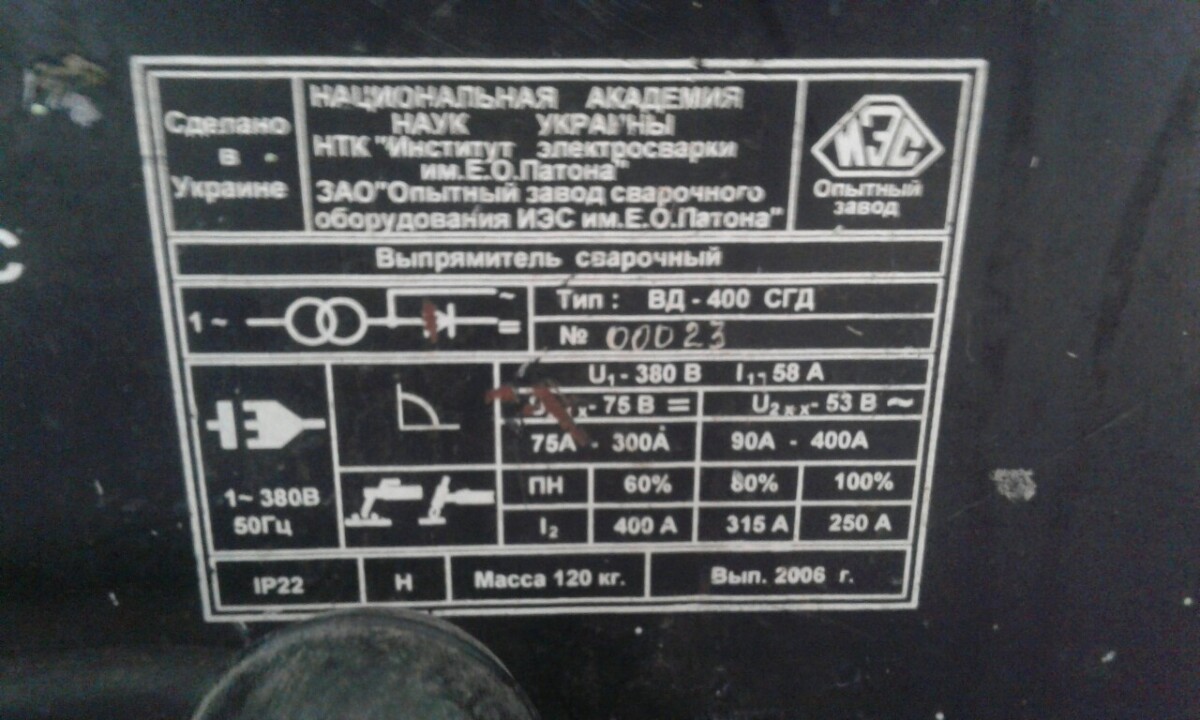 Сделано
в
Украине
НАЦИОНАЛЬНАЯ АКАДЕМИЯ
НАУК УКРАИНЫ
НТК "Институт электросварки
им.Е.О.Патона"
ЗАО"Опытный завод сварочного
оборудования ИЭС им.Е.О.Патона"
ИЭС
Опытный
завод
Выпрямитель сварочный
1~
~
=
Тип : ВД - 400 СГД
№ 00023
1~ 380В
50Гц
U1 - 380 В I1 - 58 А
- 75 В =
U2 х х - 53 В ~
75А - 300А
90А - 400А
ПН 60% 80% 100%
I2 400 А 315 А 250 А
IP22
Н
Масса 120 кг.
Вып. 2006 г.
С